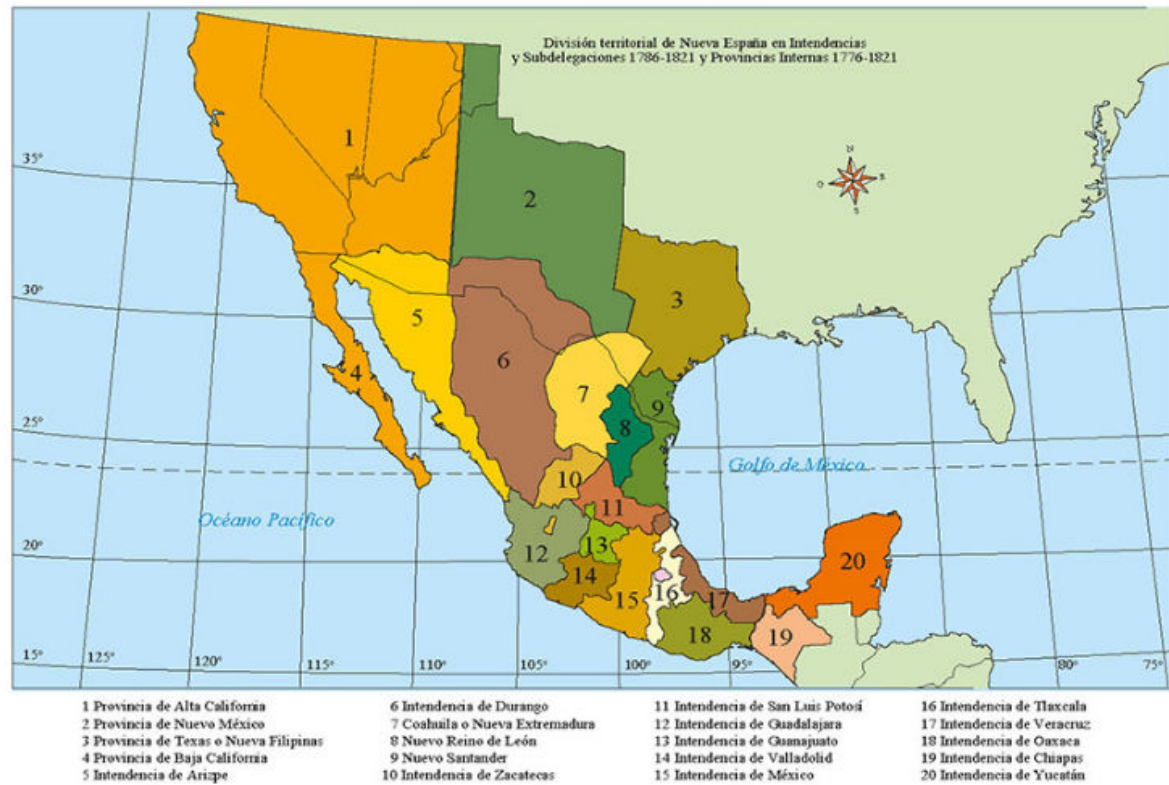 División territorial de Nueva España en Intendencias
y Subdelegaciones 1786-1821 y Provincias Internas 1776-1821
N
O
E
S
1
2
3
4
5
6
7
8
9
10
11
12
13
14
15
16
17
18
19
20
35°
30°
25°
20°
15°
Océano Pacífico
Golfo de México
125°
120°
115°
110°
105°
100°
95°
80°
75°
1 Provincia de Alta California
2 Provincia de Nuevo México
3 Provincia de Texas o Nueva Filipinas
4 Provincia de Baja California
5 Intendencia de Arizpe
6 Intendencia de Durango
7 Coahuila o Nueva Extremadura
8 Nuevo Reino de León
9 Nuevo Santander
10 Intendencia de Zacatecas
11 Intendencia de San Luis Potosí
12 Intendencia de Guadalajara
13 Intendencia de Guanajuato
14 Intendencia de Valladolid
15 Intendencia de México
16 Intendencia de Tlaxcala
17 Intendencia de Veracruz
18 Intendencia de Oaxaca
19 Intendencia de Chiapas
20 Intendencia de Yucatán